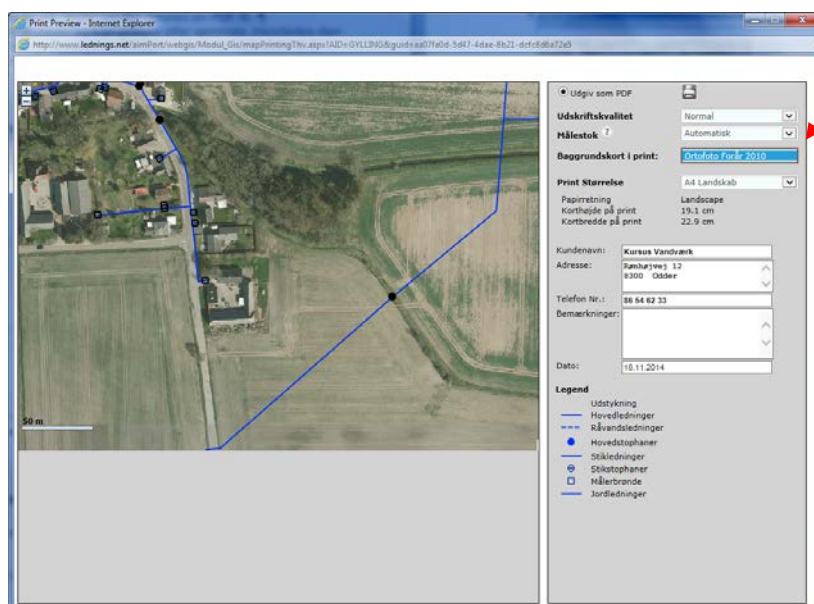 Print Preview - Internet Explorer
http://www.lednings.net/aimPort/webgis/Modul_Gis/mapPrintingThv.aspx?AID=GYLLING&guid=aa07fa0d-5d47-4dae-8b21-dcfc8d6a72e5
50 m
Udgiv som PDF
Udskriftskvalitet Normal
Målestok ? Automatisk
Baggrundskort i print: Ortofoto Forår 2010
Print Størrelse A4 Landskab
Papirretning Landscape
Korthøjde på print 19.1 cm
Kortbredde på print 22.9 cm
Kundenavn: Kursus Vandværk
Adresse: Rømhøjvej 12
8300 Odder
Telefon Nr.: 86 54 62 33
Bemærkninger:
Dato: 18.11.2014
Legend
Udstykning
Hovedledninger
Råvandsledninger
Hovedstophaner
Stikledninger
Stikstophaner
Målerbrønde
Jordledninger